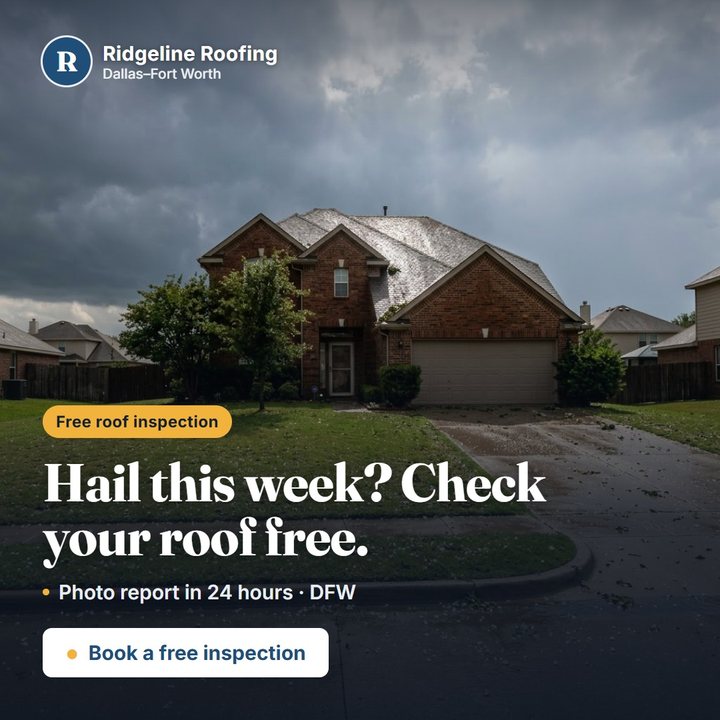 R
Ridgeline Roofing
Dallas–Fort Worth
Free roof inspection
Hail this week? Check
your roof free.
Photo report in 24 hours · DFW
Book a free inspection